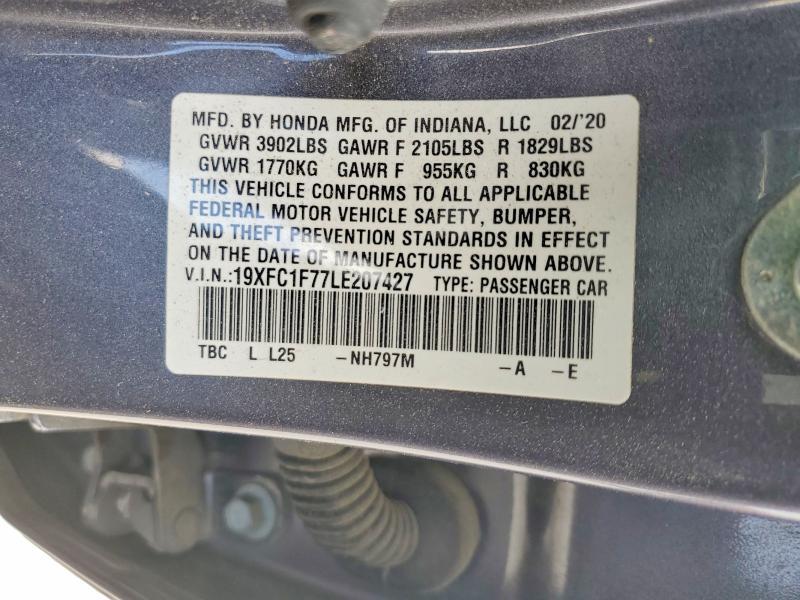 MFD. BY HONDA MFG. OF INDIANA, LLC 02/'20
GVWR 3902LBS GAWR F 2105LBS R 1829LBS
GVWR 1770KG GAWR F 955KG R 830KG
THIS VEHICLE CONFORMS TO ALL APPLICABLE
FEDERAL MOTOR VEHICLE SAFETY, BUMPER,
AND THEFT PREVENTION STANDARDS IN EFFECT
ON THE DATE OF MANUFACTURE SHOWN ABOVE.
V.I.N.:19XFC1F77LE207427 TYPE: PASSENGER CAR
TBC L L25 -NH797M -A -E